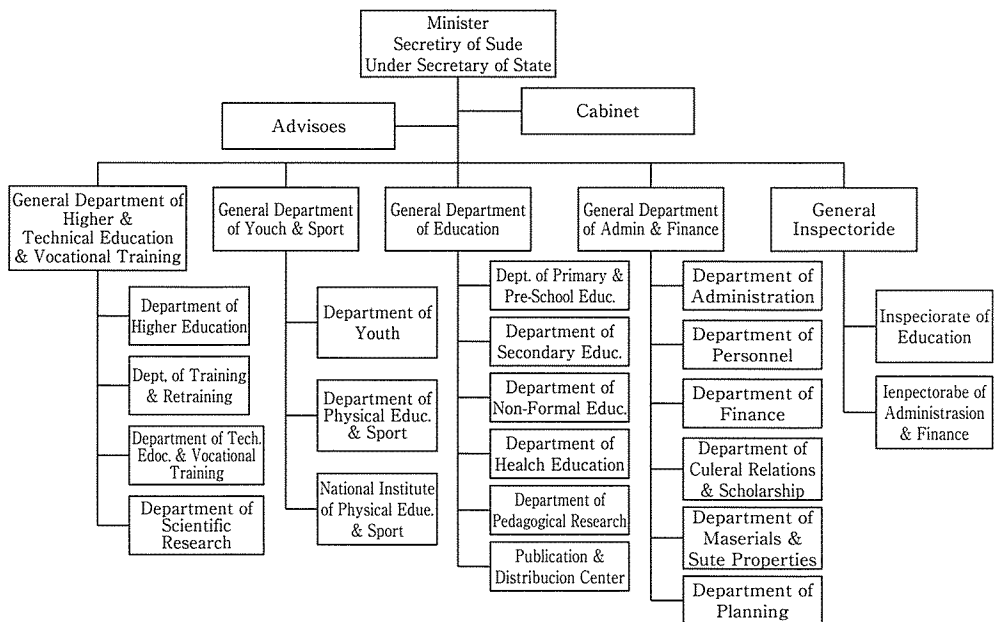 Minister
Secretiry of Sude
Under Secretary of State
Cabinet
Advisoes
General Department of
Higher &
Technical Education
& Vocational Training
General Department
of Youch & Sport
General Department
of Education
General Department
of Admin & Finance
General
Inspectoride
Department of
Higher Education
Dept. of Training
& Retraining
Department of Tech.
Edoc. & Vocational
Training
Department of
Scientific
Research
Department of
Youth
Department of
Physical Educ.
& Sport
National Institute
of Physical Edue.
& Sport
Dept. of Primary &
Pre-School Educ.
Department of
Secondary Educ.
Department of
Non-Formal Educ.
Department of
Healch Education
Department of
Pedagogical Research
Publication &
Distribucion Center
Department of
Administration
Department of
Personnel
Department of
Finance
Department of
Culeral Relations
& Scholarship
Department of
Mascrials &
Sute Properties
Department of
Planning
Inspeciorate of
Education
Ienpectorabe of
Administrasion
& Finance